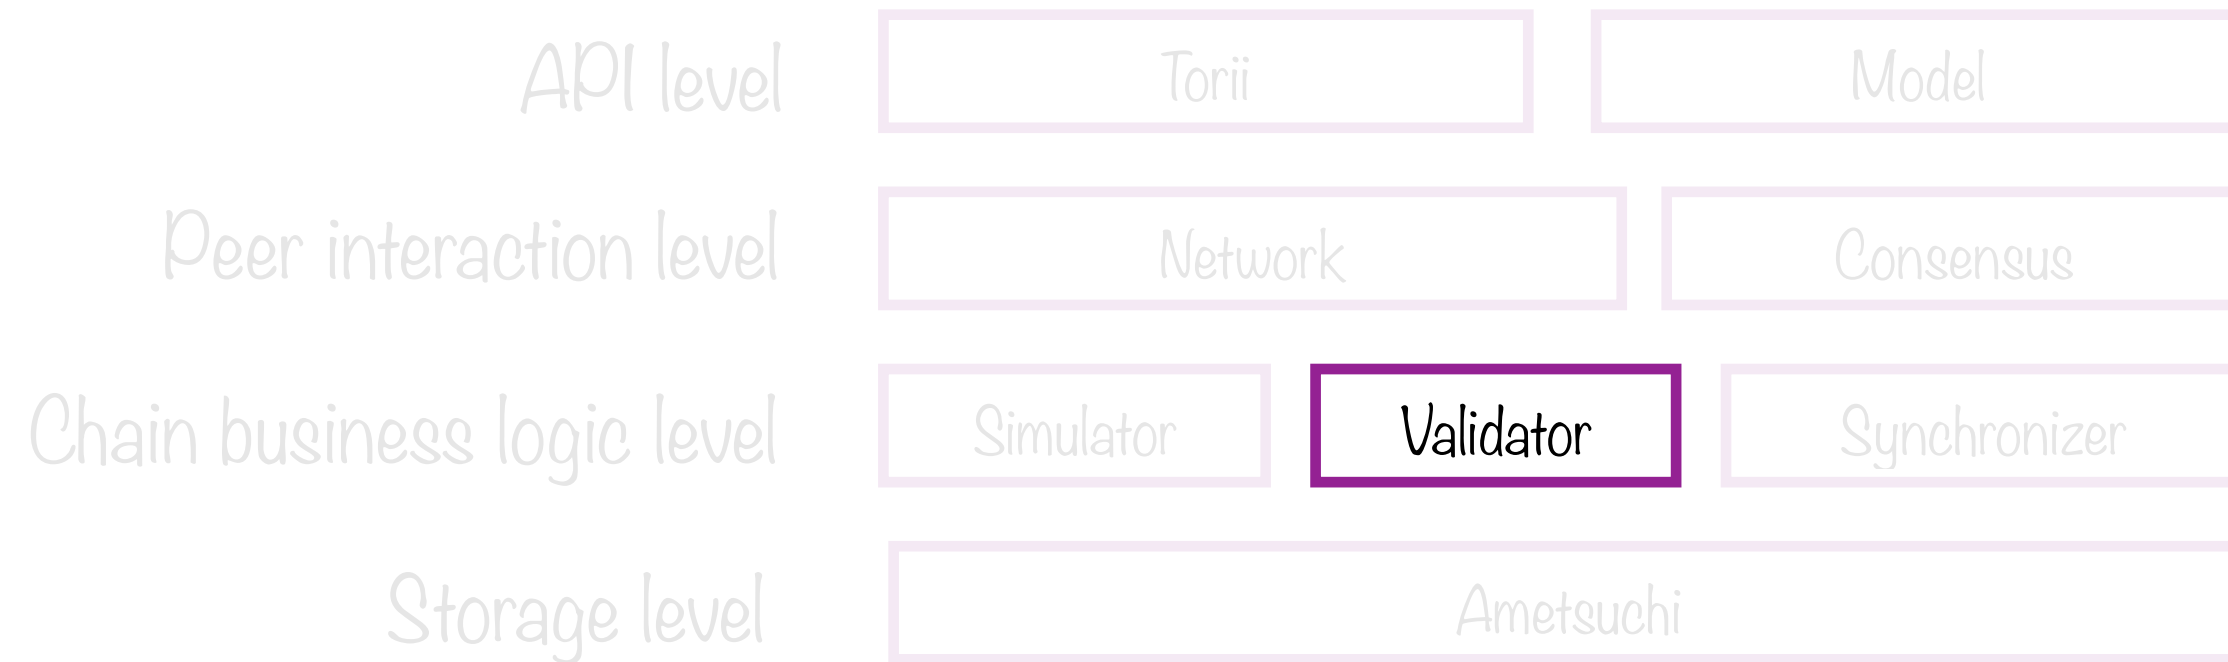 API level Torii Model
Peer interaction level Network Consensus
Chain business logic level Simulator Validator Synchronizer
Storage level Ametsuchi